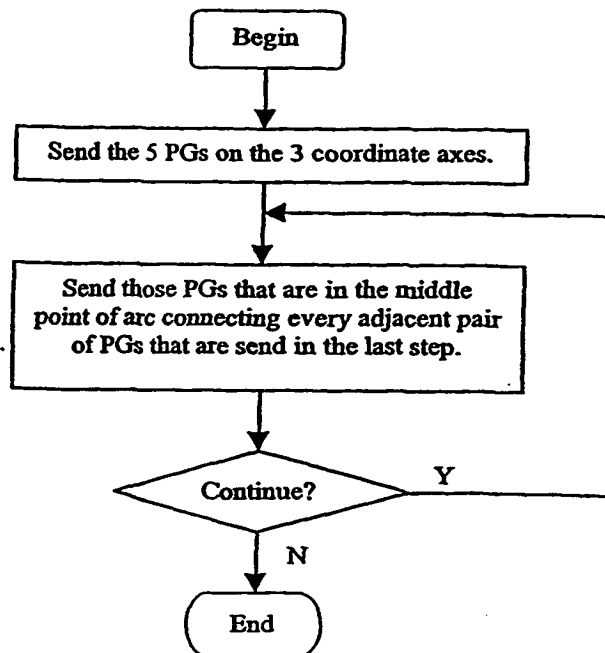 Begin
Send the 5 PGs on the 3 coordinate axes.
Send those PGs that are in the middle
point of arc connecting every adjacent pair
of PGs that are send in the last step.
Continue?
Y
N
End